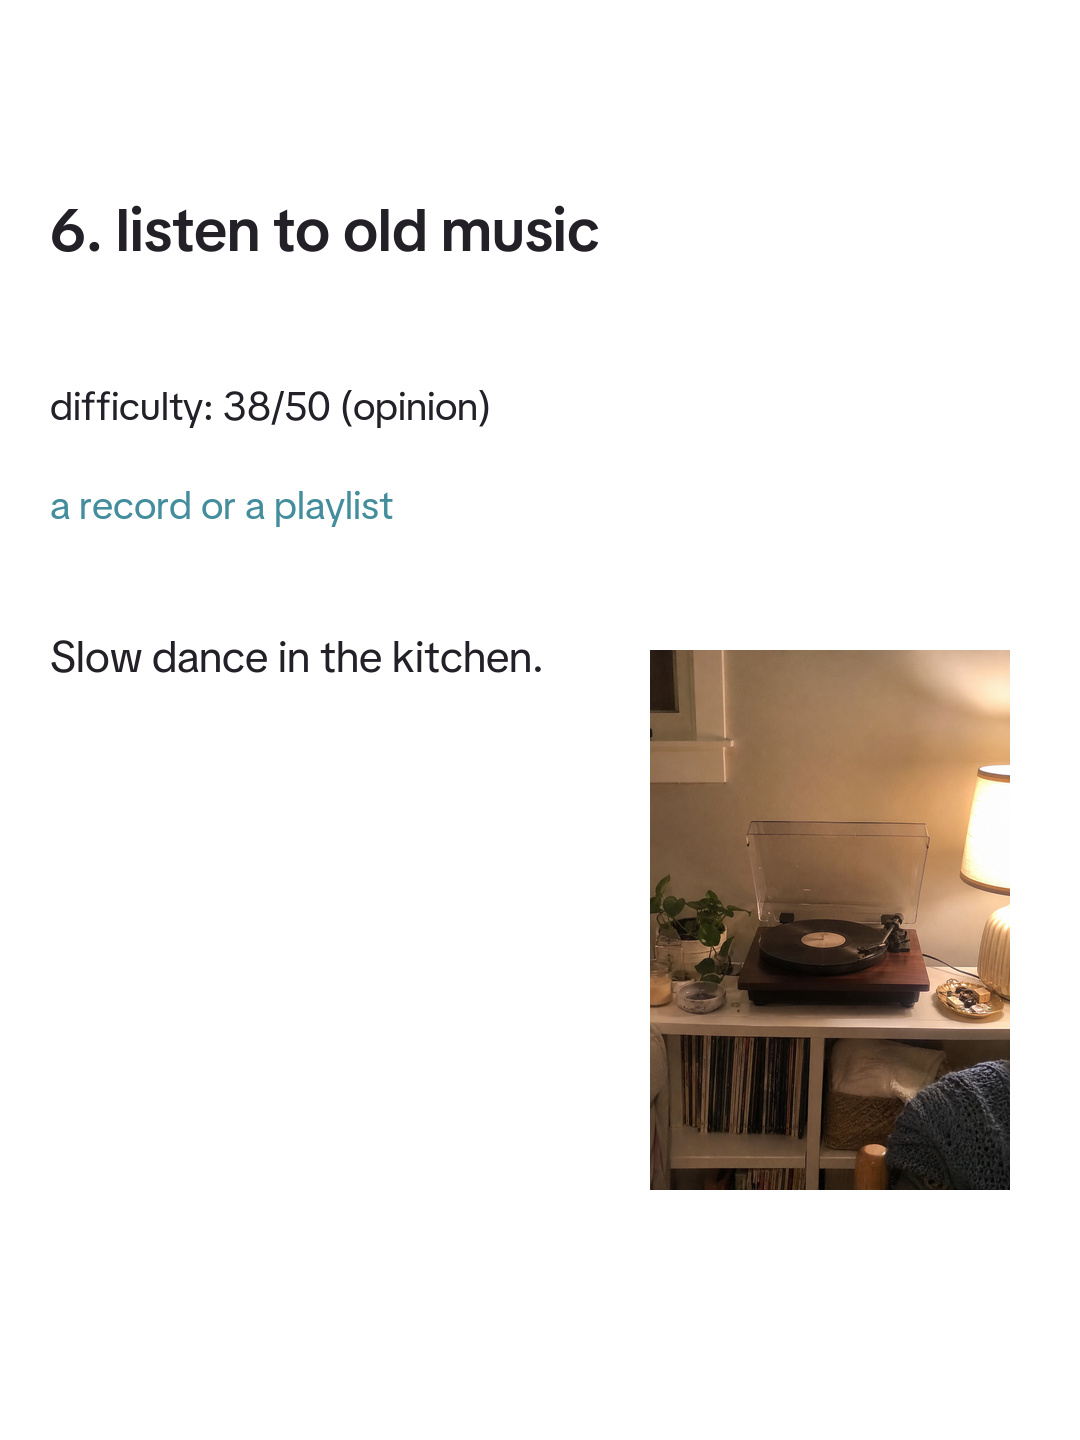 6. listen to old music
difficulty: 38/50 (opinion)
a record or a playlist
Slow dance in the kitchen.